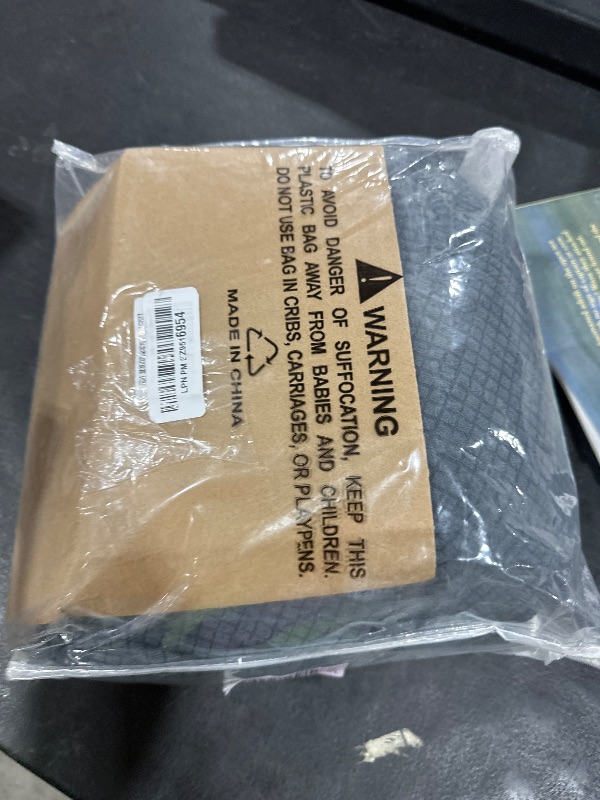 WARNING
TO AVOID DANGER OF SUFFOCATION, KEEP THIS
PLASTIC BAG AWAY FROM BABIES AND CHILDREN.
DO NOT USE BAG IN CRIBS, CARRIAGES, OR PLAYPENS.
MADE IN CHINA